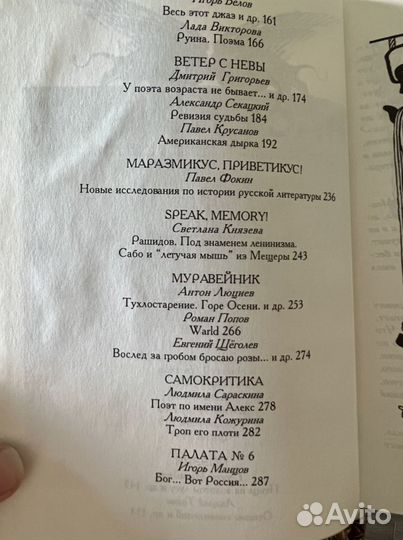 Игорь Белов
Весь этот джаз и др. 161
Лада Викторова
Руина. Поэма 166
ВЕТЕР С НЕВЫ
Дмитрий Григорьев
У поэта возраста не бывает... и др. 174
Александр Секацкий
Ревизия судьбы 184
Павел Крусанов
Американская дырка 192
МАРАЗМИКУС, ПРИВЕТИКУС!
Павел Фокин
Новые исследования по истории русской литературы 236
SPEAK, MEMORY!
Светлана Князева
Рашидов. Под знаменем ленинизма.
Сабо и "летучая мышь" из Мещеры 243
МУРАВЕЙНИК
Антон Люциев
Тухлостарение. Горе Осени. и др. 253
Роман Попов
Warld 266
Евгений Щёголев
Вослед за гробом бросаю розы... и др. 274
САМОКРИТИКА
Людмила Сараскина
Поэт по имени Алекс 278
Людмила Кожурина
Троп его плоти 282
ПАЛАТА № 6
Игорь Манцов
Бог... Вот Россия... 287
Avito